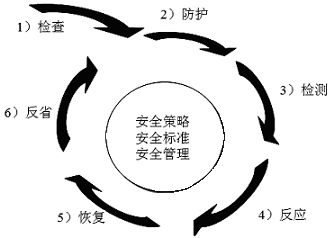 1）检查
2）防护
3）检测
4）反应
5）恢复
6）反省
安全策略
安全标准
安全管理